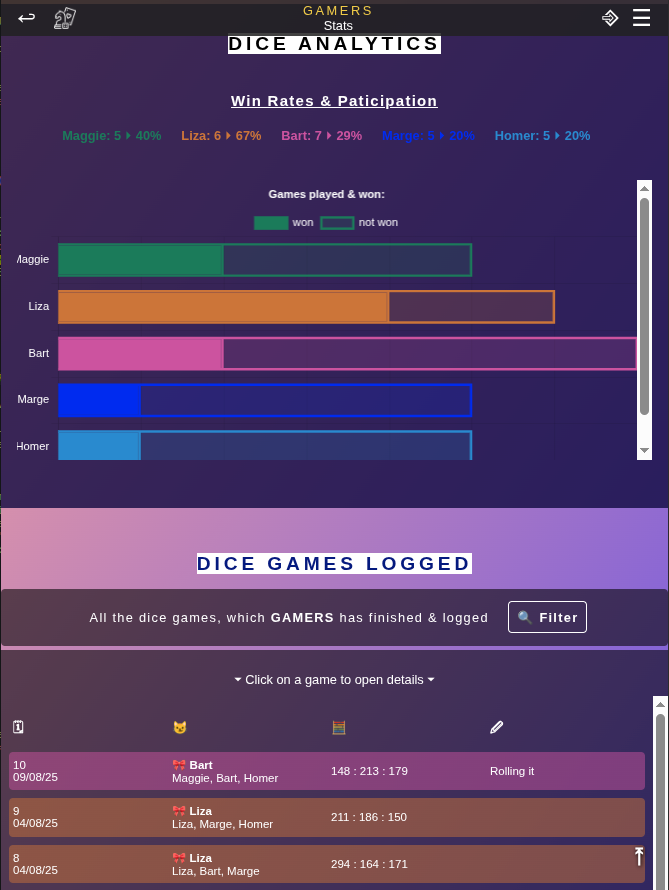 GAMERS
Stats
DICE ANALYTICS
Win Rates & Paticipation
Maggie: 5 40% Liza: 6 67% Bart: 7 29% Marge: 5 20% Homer: 5 20%
Games played & won:
won not won
Maggie
Liza
Bart
Marge
Homer
DICE GAMES LOGGED
All the dice games, which GAMERS has finished & logged
Filter
Click on a game to open details
10
09/08/25
Bart
Maggie, Bart, Homer
148 : 213 : 179
Rolling it
9
04/08/25
Liza
Liza, Marge, Homer
211 : 186 : 150
8
04/08/25
Liza
Liza, Bart, Marge
294 : 164 : 171